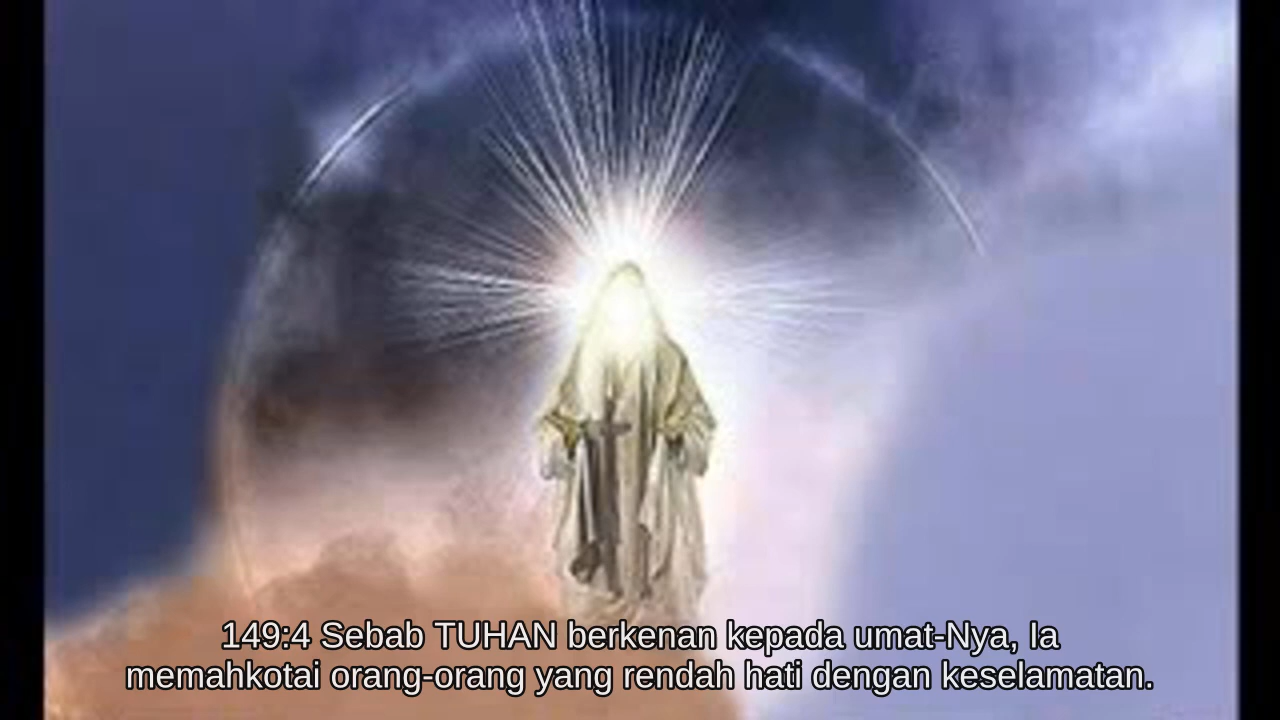 149:4 Sebab TUHAN berkenan kepada umat-Nya, Ia
memahkotai orang-orang yang rendah hati dengan keselamatan.